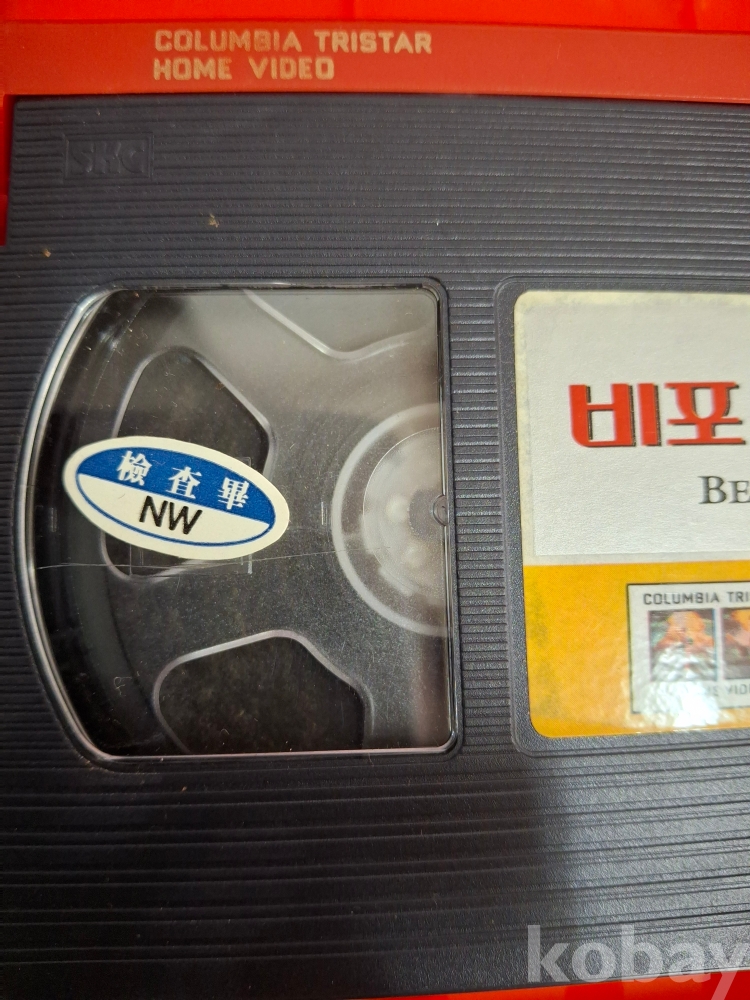 COLUMBIA TRISTAR
HOME VIDEO
SKC
檢查畢
NW
비포
BE
COLUMBIA TRI
kobay